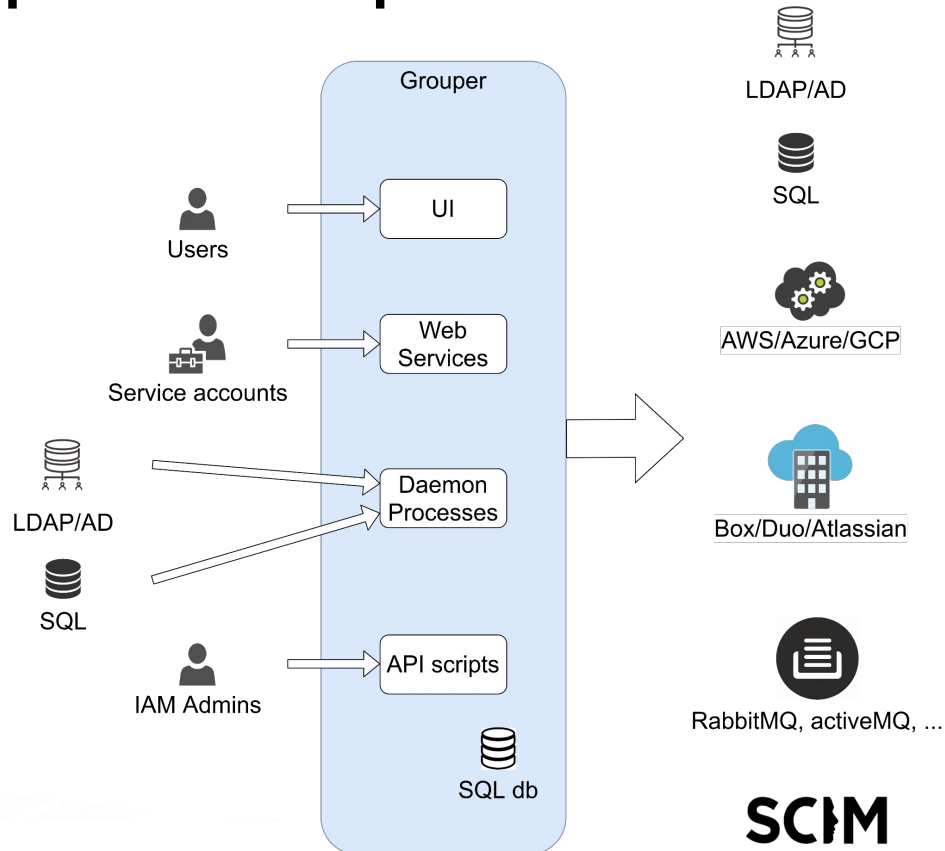 Grouper
Users
UI
Service accounts
Web
Services
LDAP/AD
SQL
Daemon
Processes
IAM Admins
API scripts
SQL db
LDAP/AD
SQL
AWS/Azure/GCP
Box/Duo/Atlassian
RabbitMQ, activeMQ, ...
SCIM